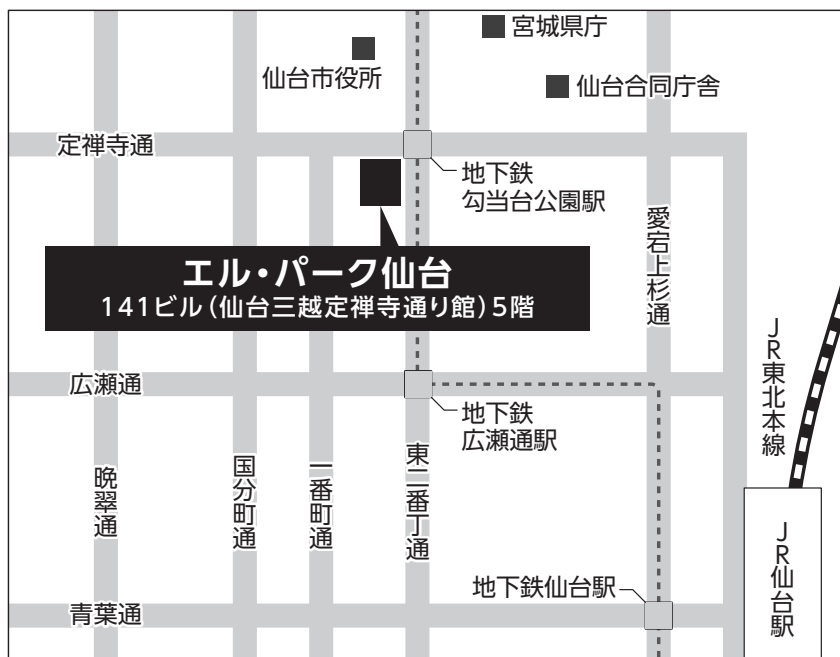 宮城県庁
仙台市役所
仙台合同庁舎
定禅寺通
地下鉄
勾当台公園駅
愛宕上杉通
エル・パーク仙台
141ビル(仙台三越定禅寺通り館)5階
JR東北本線
広瀬通
地下鉄
広瀬通駅
晩翠通
国分町通
一番町通
東二番丁通
JR仙台駅
地下鉄仙台駅
青葉通